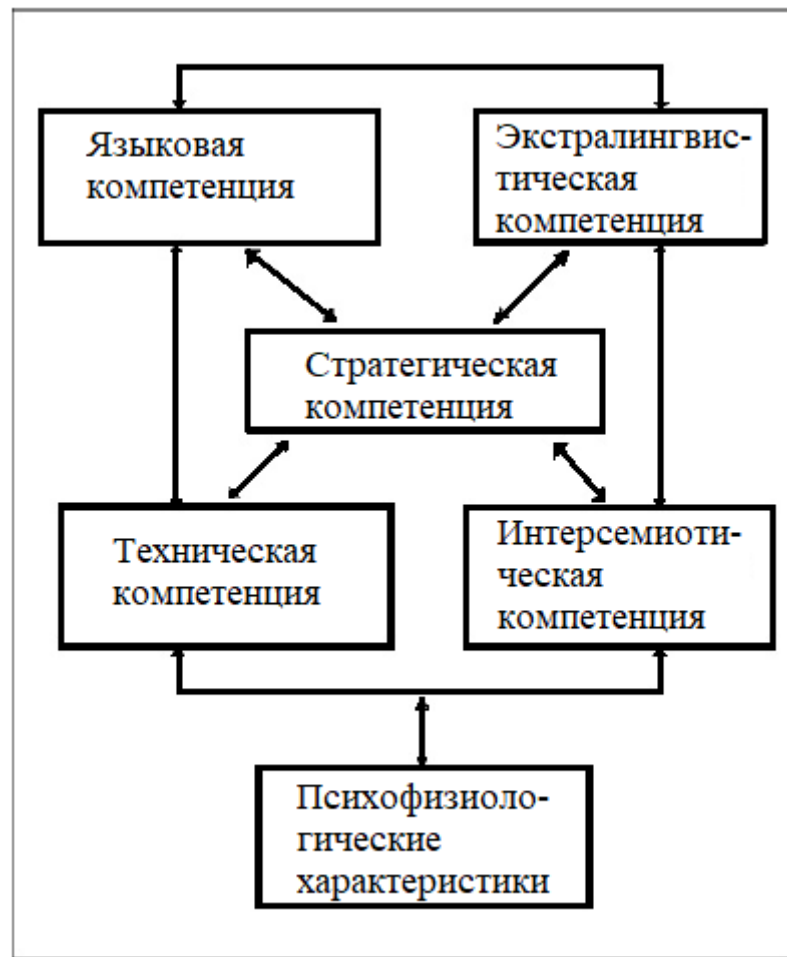 Языковая
компетенция
Экстралингвис-
тическая
компетенция
Стратегическая
компетенция
Техническая
компетенция
Интерсемиоти-
ческая
компетенция
Психофизиоло-
гические
характеристики